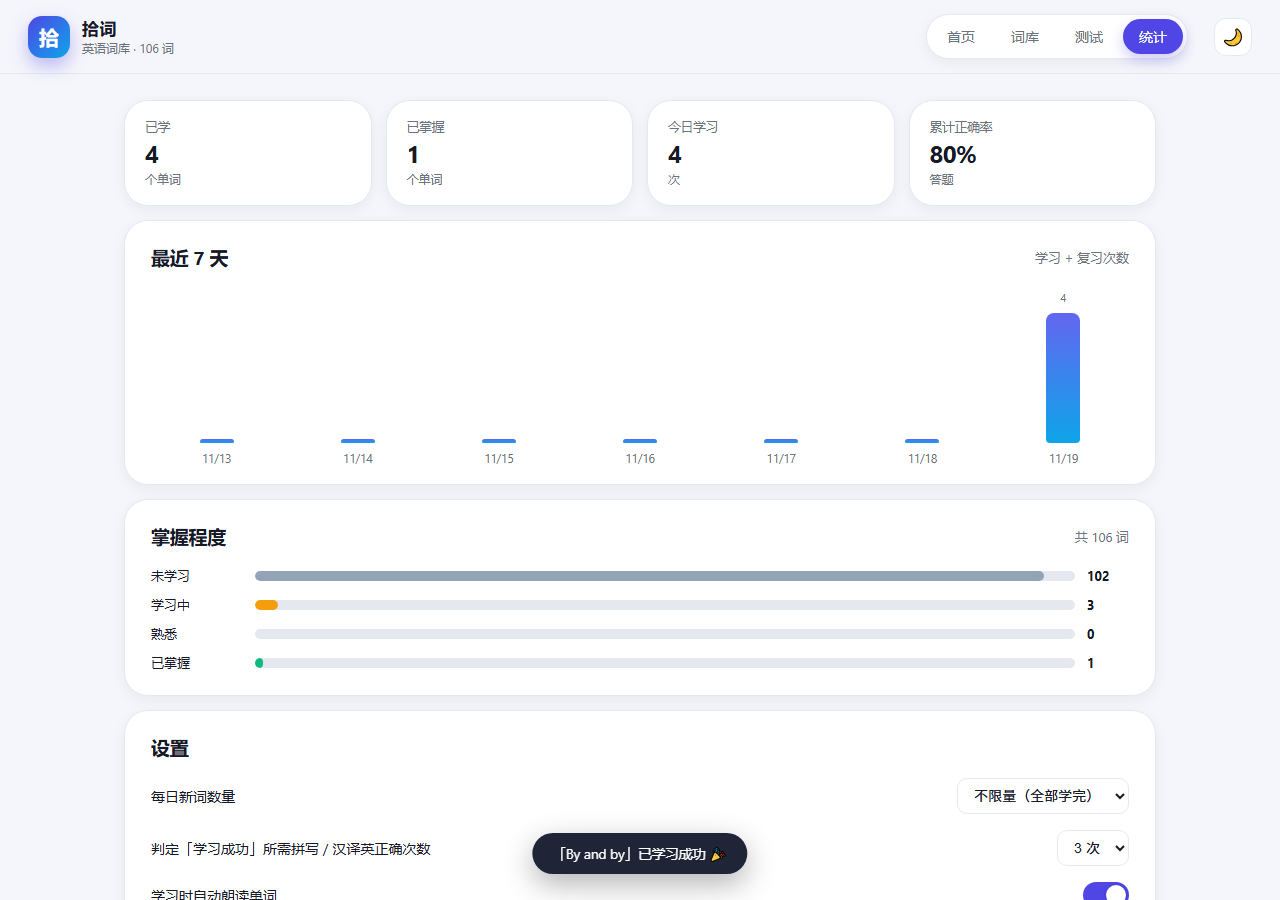 拾
拾词
英语词库 · 106 词
首页
词库
测试
统计
已学
4
个单词
已掌握
1
个单词
今日学习
4
次
累计正确率
80%
答题
最近 7 天
学习 + 复习次数
4
11/13
11/14
11/15
11/16
11/17
11/18
11/19
掌握程度
共 106 词
未学习
102
学习中
3
熟悉
0
已掌握
1
设置
每日新词数量
不限量（全部学完）
判定「学习成功」所需拼写 / 汉译英正确次数
3 次
「By and by」已学习成功 🎉
学习时自动朗读单词